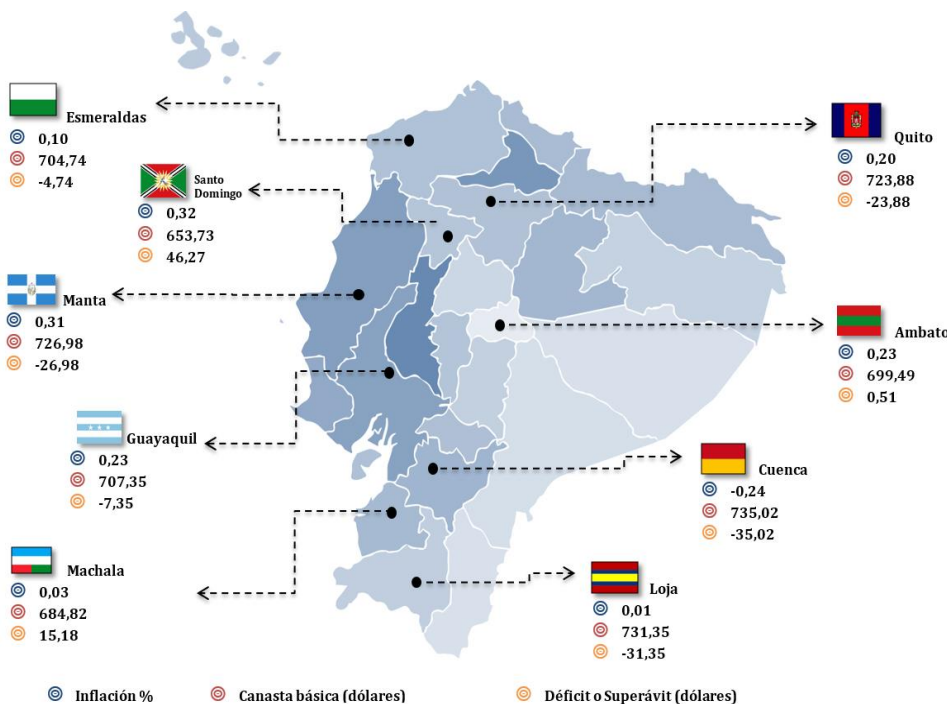 Esmeraldas
0,10
704,74
-4,74
Santo
Domingo
0,32
653,73
46,27
Manta
0,31
726,98
-26,98
Guayaquil
0,23
707,35
-7,35
Machala
0,03
684,82
15,18
Quito
0,20
723,88
-23,88
Ambato
0,23
699,49
0,51
Cuenca
-0,24
735,02
-35,02
Loja
0,01
731,35
-31,35
Inflación % Canasta básica (dólares) Déficit o Superávit (dólares)